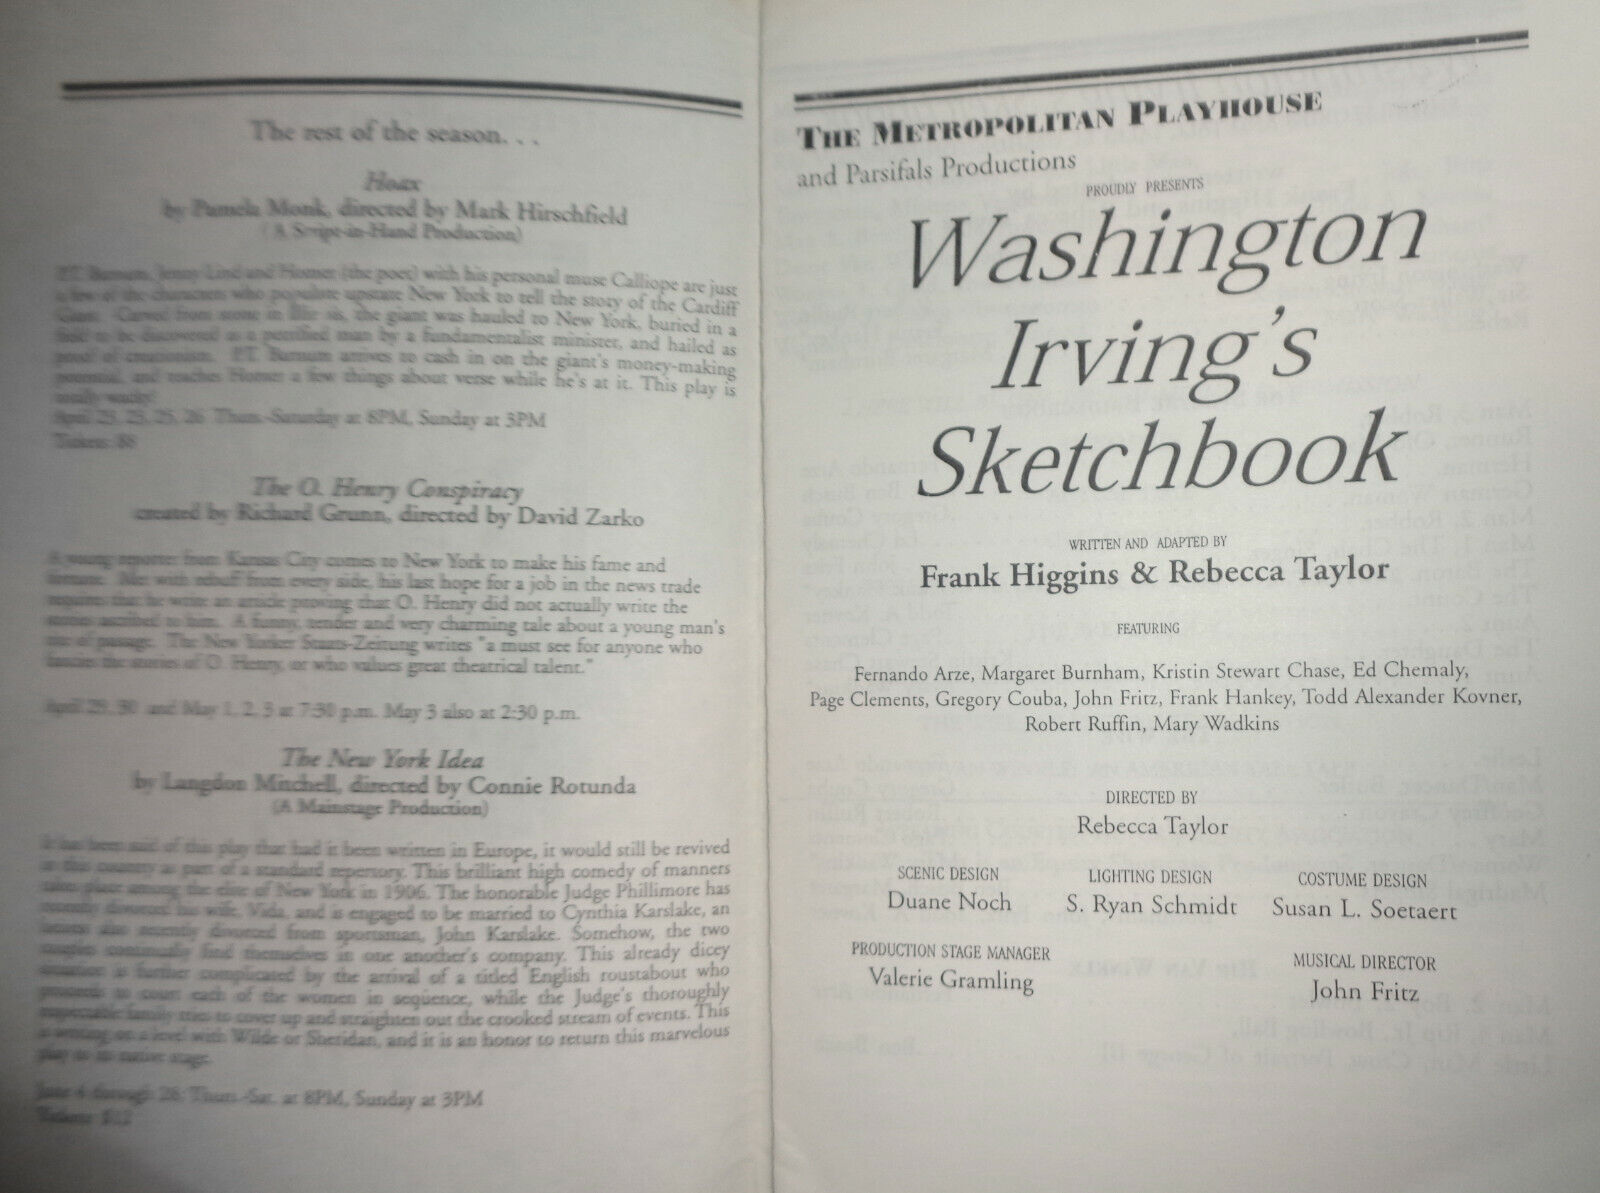 The rest of the season. . .
Hoax
by Pamela Monk, directed by Mark Hirschfield
(A Script-in-Hand Production)
P.T. Barnum, Jenny Lind and Homer (the poet) with his personal muse Calliope are just
a few of the characters who populate upstate New York to tell the story of the Cardiff
Giant. Carved from stone in the the giant was hauled to New York, buried in a
field to be discovered as a petrified man by a fundamentalist minister, and hailed as
proof of creationism. P.T. Barnum arrives to cash in on the giant's money-making
potential, and teaches Homer a few things about verse while he's at it. This play is
totally wacky!
April 25, 26 Thurs.-Saturday at 8PM, Sunday at 3PM
Tickets:
The O. Henry Conspiracy
created by Richard Grunn, directed by David Zarko
A young reporter from Kansas City comes to New York to make his fame and
fortune. Met with rebuff from every side, his last hope for a job in the news trade
requires that he write an article proving that O. Henry did not actually write the
stories ascribed to him. A funny, tender and very charming tale about a young man's
rite of passage. The New Yorker Staats-Zeitung writes "a must see for anyone who
fancies the stories of O. Henry, or who values great theatrical talent."
April 29, 30 and May 1, 2, 3 at 7:30 p.m. May 3 also at 2:30 p.m.
The New York Idea
by Langdon Mitchell, directed by Connie Rotunda
(A Mainstage Production)
It has been said of this play that had it been written in Europe, it would still be revived
in this country as part of a standard repertory. This brilliant high comedy of manners
takes place among the elite of New York in 1906. The honorable Judge Phillimore has
recently divorced his wife, Vida, and is engaged to be married to Cynthia Karslake, an
also recently divorced from sportsman, John Karslake. Somehow, the two
couples continually find themselves in one another's company. This already dicey
situation is further complicated by the arrival of a titled English roustabout who
proceeds to court each of the women in sequence, while the Judge's thoroughly
respectable family tries to cover up and straighten out the crooked stream of events. This
is writing on a level with Wilde or Sheridan, and it is an honor to return this marvelous
play to its native stage.
June 4 through 28: Thurs.-Sat. at 8PM, Sunday at 3PM
Tickets: $12
THE METROPOLITAN PLAYHOUSE
and Parsifals Productions
PROUDLY PRESENTS
Washington
Irving's
Sketchbook
WRITTEN AND ADAPTED BY
Frank Higgins & Rebecca Taylor
FEATURING
Fernando Arze, Margaret Burnham, Kristin Stewart Chase, Ed Chemaly,
Page Clements, Gregory Couba, John Fritz, Frank Hankey, Todd Alexander Kovner,
Robert Ruffin, Mary Wadkins
DIRECTED BY
Rebecca Taylor
SCENIC DESIGN
Duane Noch
LIGHTING DESIGN
S. Ryan Schmidt
COSTUME DESIGN
Susan L. Soetaert
PRODUCTION STAGE MANAGER
Valerie Gramling
MUSICAL DIRECTOR
John Fritz